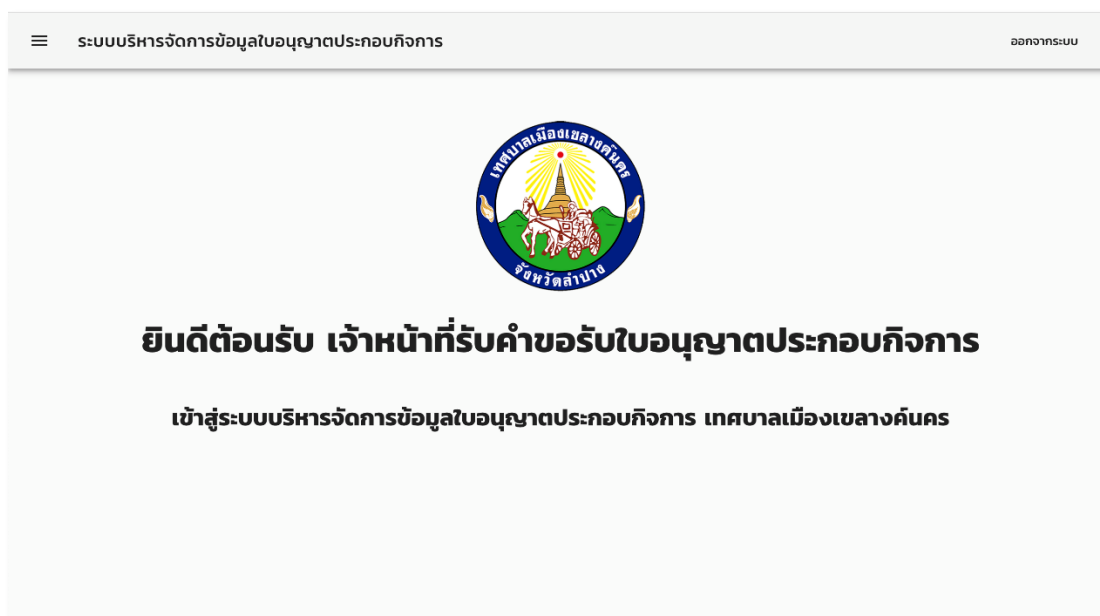 ระบบบริหารจัดการข้อมูลใบอนุญาตประกอบกิจการ
ออกจากระบบ
เทศบาลเมืองเขลางค์นคร
จังหวัดลำปาง
ยินดีต้อนรับ เจ้าหน้าที่รับคำขอรับใบอนุญาตประกอบกิจการ
เข้าสู่ระบบบริหารจัดการข้อมูลใบอนุญาตประกอบกิจการ เทศบาลเมืองเขลางค์นคร